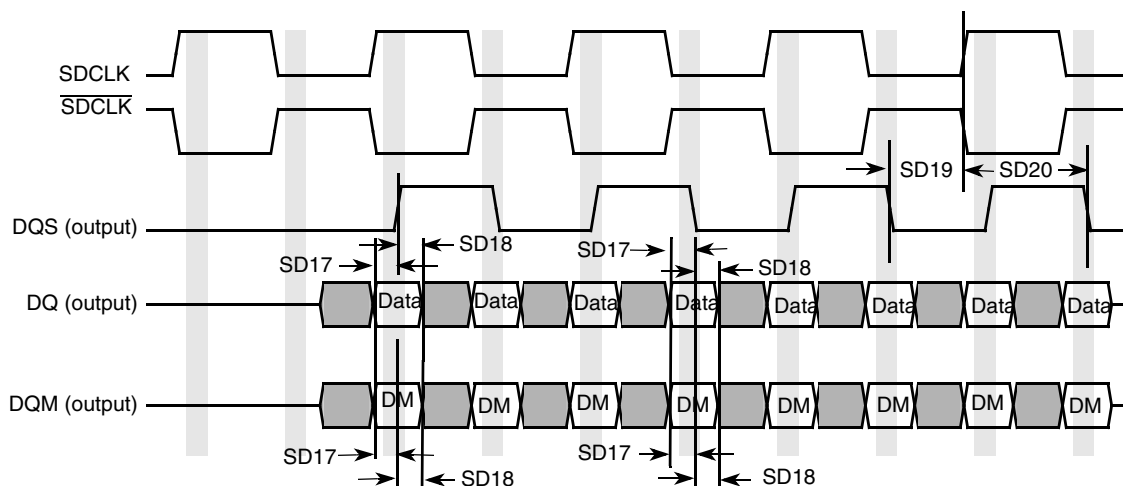 SDCLK
SDCLK
SD19 SD20
DQS (output)
SD18 SD17
SD17 SD18
DQ (output) Data Data Data Data Data Data Data Data
DQM (output) DM DM DM DM DM DM DM DM
SD17 SD17
SD18 SD18